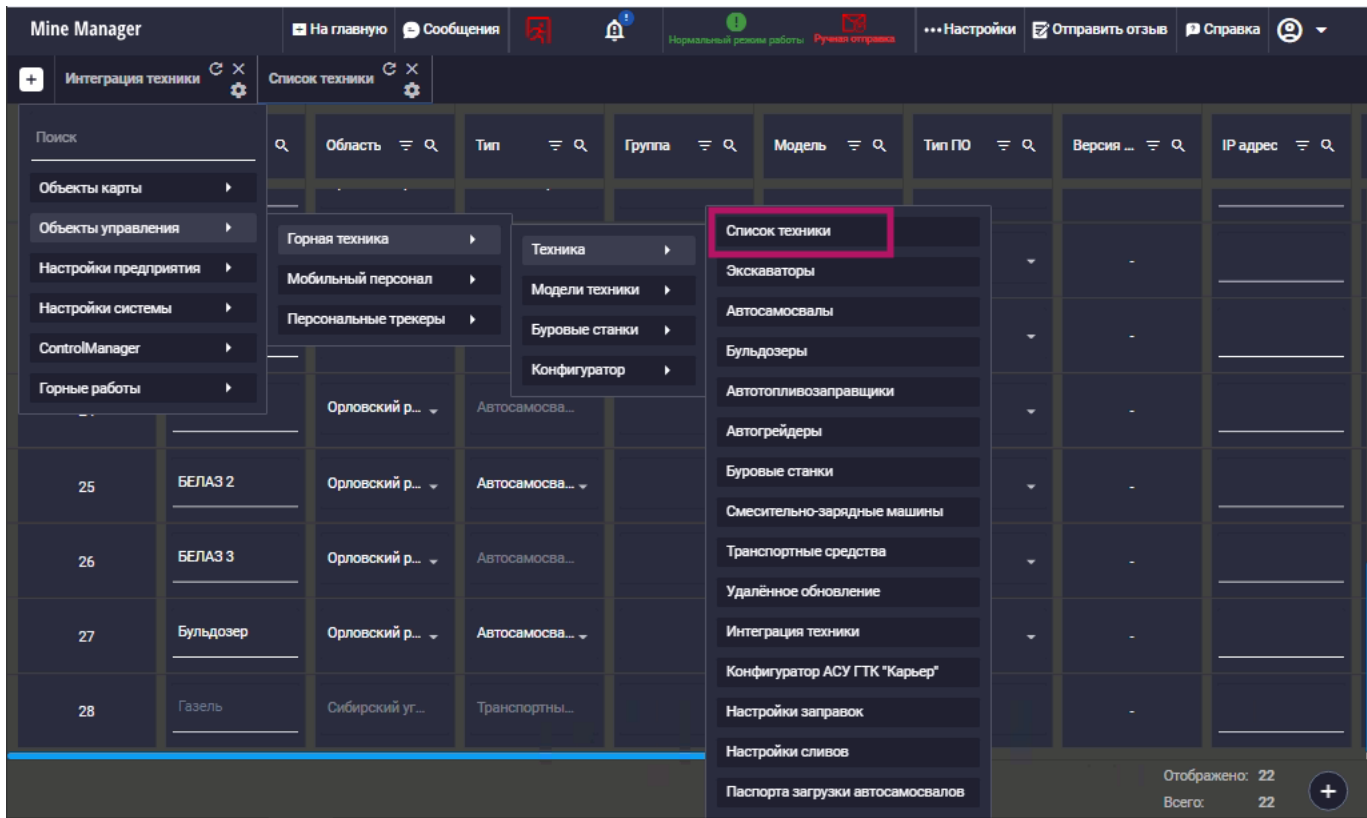 Mine Manager
На главную
Сообщения
!
Нормальный режим работы
Ручная отправка
Настройки
Отправить отзыв
Справка
Интеграция техники
Список техники
Поиск
Область
Тип
Группа
Модель
Тип ПО
Версия ...
IP адрес
Объекты карты
Объекты управления
Настройки предприятия
Настройки системы
ControlManager
Горные работы
Горная техника
Мобильный персонал
Персональные трекеры
Техника
Модели техники
Буровые станки
Конфигуратор
Список техники
Экскаваторы
Автосамосвалы
Бульдозеры
Автотопливозаправщики
Автогрейдеры
Буровые станки
Смесительно-зарядные машины
Транспортные средства
Удалённое обновление
Интеграция техники
Конфигуратор АСУ ГТК "Карьер"
Настройки заправок
Настройки сливов
Паспорта загрузки автосамосвалов
-
-
Орловский р... Автосамосва... -
25 БЕЛАЗ 2 Орловский р... Автосамосва... -
26 БЕЛАЗ 3 Орловский р... Автосамосва... -
27 Бульдозер Орловский р... Автосамосва... -
28 Газель Сибирский уг... Транспортны... -
Отображено: 22
Всего: 22